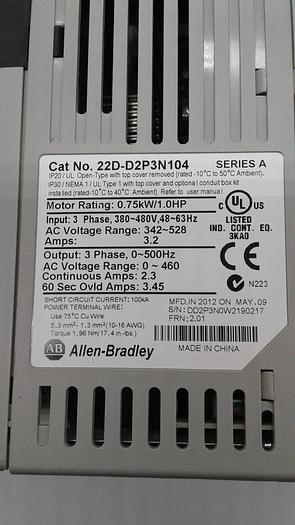 Cat No. 22D-D2P3N104 SERIES A
IP20 / UL Open-Type with top cover removed (rated -10°C to 50°C Ambient).
IP30 / NEMA 1 / UL Type 1 with top cover and optional conduit box kit
installed (rated-10°C to 40°C Ambient). Refer to user manual
Motor Rating: 0.75kW/1.0HP
Input: 3 Phase, 380~480V,48~63Hz
AC Voltage Range: 342~528
Amps: 3.2
C UL US
LISTED
IND. CONT. EQ.
3KA0
Output: 3 Phase, 0~500Hz
AC Voltage Range: 0 ~ 460
Continuous Amps: 2.3
60 Sec Ovld Amps: 3.45
CE
N223
SHORT CIRCUIT CURRENT: 100kA
POWER TERMINAL WIRE:
Use 75°C Cu Wire
5.3 mm²- 1.3 mm²(10-16 AWG)
Torque 1.96 Nm(17.4 in.-lbs.)
MFD.IN 2012 ON MAY.09
S/N: DD2P3N0W2190217
FRN: 2.01
AB Allen-Bradley
MADE IN CHINA